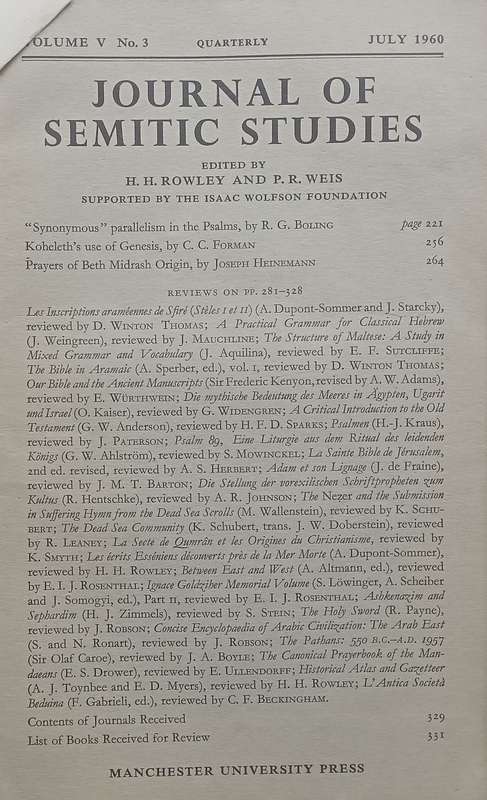 OLUME V No. 3 QUARTERLY JULY 1960
JOURNAL OF
SEMITIC STUDIES
EDITED BY
H. H. ROWLEY AND P. R. WEIS
SUPPORTED BY THE ISAAC WOLFSON FOUNDATION
“Synonymous” parallelism in the Psalms, by R. G. BOLING page 221
Koheleth's use of Genesis, by C. C. FORMAN 256
Prayers of Beth Midrash Origin, by JOSEPH HEINEMANN 264
REVIEWS ON PP. 281–328
Les Inscriptions araméennes de Sfiré (Stèles I et II) (A. Dupont-Sommer and J. Starcky),
reviewed by D. WINTON THOMAS; A Practical Grammar for Classical Hebrew
(J. Weingreen), reviewed by J. MAUCHLINE; The Structure of Maltese: A Study in
Mixed Grammar and Vocabulary (J. Aquilina), reviewed by E. F. SUTCLIFFE;
The Bible in Aramaic (A. Sperber, ed.), vol. I, reviewed by D. WINTON THOMAS;
Our Bible and the Ancient Manuscripts (Sir Frederic Kenyon, revised by A. W. Adams),
reviewed by E. WÜRTHWEIN; Die mythische Bedeutung des Meeres in Ägypten, Ugarit
und Israel (O. Kaiser), reviewed by G. WIDENGREN; A Critical Introduction to the Old
Testament (G. W. Anderson), reviewed by H. F. D. SPARKS; Psalmen (H.-J. Kraus),
reviewed by J. PATERSON; Psalm 89, Eine Liturgie aus dem Ritual des leidenden
Königs (G. W. Ahlström), reviewed by S. MOWINCKEL; La Sainte Bible de Jérusalem,
2nd ed. revised, reviewed by A. S. HERBERT; Adam et son Lignage (J. de Fraine),
reviewed by J. M. T. BARTON; Die Stellung der vorexilischen Schriftpropheten zum
Kultus (R. Hentschke), reviewed by A. R. JOHNSON; The Nezer and the Submission
in Suffering Hymn from the Dead Sea Scrolls (M. Wallenstein), reviewed by K. SCHU-
BERT; The Dead Sea Community (K. Schubert, trans. J. W. Doberstein), reviewed
by R. LEANEY; La Secte de Qumrân et les Origines du Christianisme, reviewed by
K. SMYTH; Les écrits Esséniens découverts près de la Mer Morte (A. Dupont-Sommer),
reviewed by H. H. ROWLEY; Between East and West (A. Altmann, ed.), reviewed
by E. I. J. ROSENTHAL; Ignace Goldziher Memorial Volume (S. Löwinger, A. Scheiber
and J. Somogyi, ed.), Part II, reviewed by E. I. J. ROSENTHAL; Ashkenazim and
Sephardim (H. J. Zimmels), reviewed by S. STEIN; The Holy Sword (R. Payne),
reviewed by J. ROBSON; Concise Encyclopaedia of Arabic Civilization: The Arab East
(S. and N. Ronart), reviewed by J. ROBSON; The Pathans: 550 B.C.–A.D. 1957
(Sir Olaf Caroe), reviewed by J. A. BOYLE; The Canonical Prayerbook of the Man-
daeans (E. S. Drower), reviewed by E. ULLENDORFF; Historical Atlas and Gazetteer
(A. J. Toynbee and E. D. Myers), reviewed by H. H. ROWLEY; L'Antica Società
Beduina (F. Gabrieli, ed.), reviewed by C. F. BECKINGHAM.
Contents of Journals Received 329
List of Books Received for Review 331
MANCHESTER UNIVERSITY PRESS